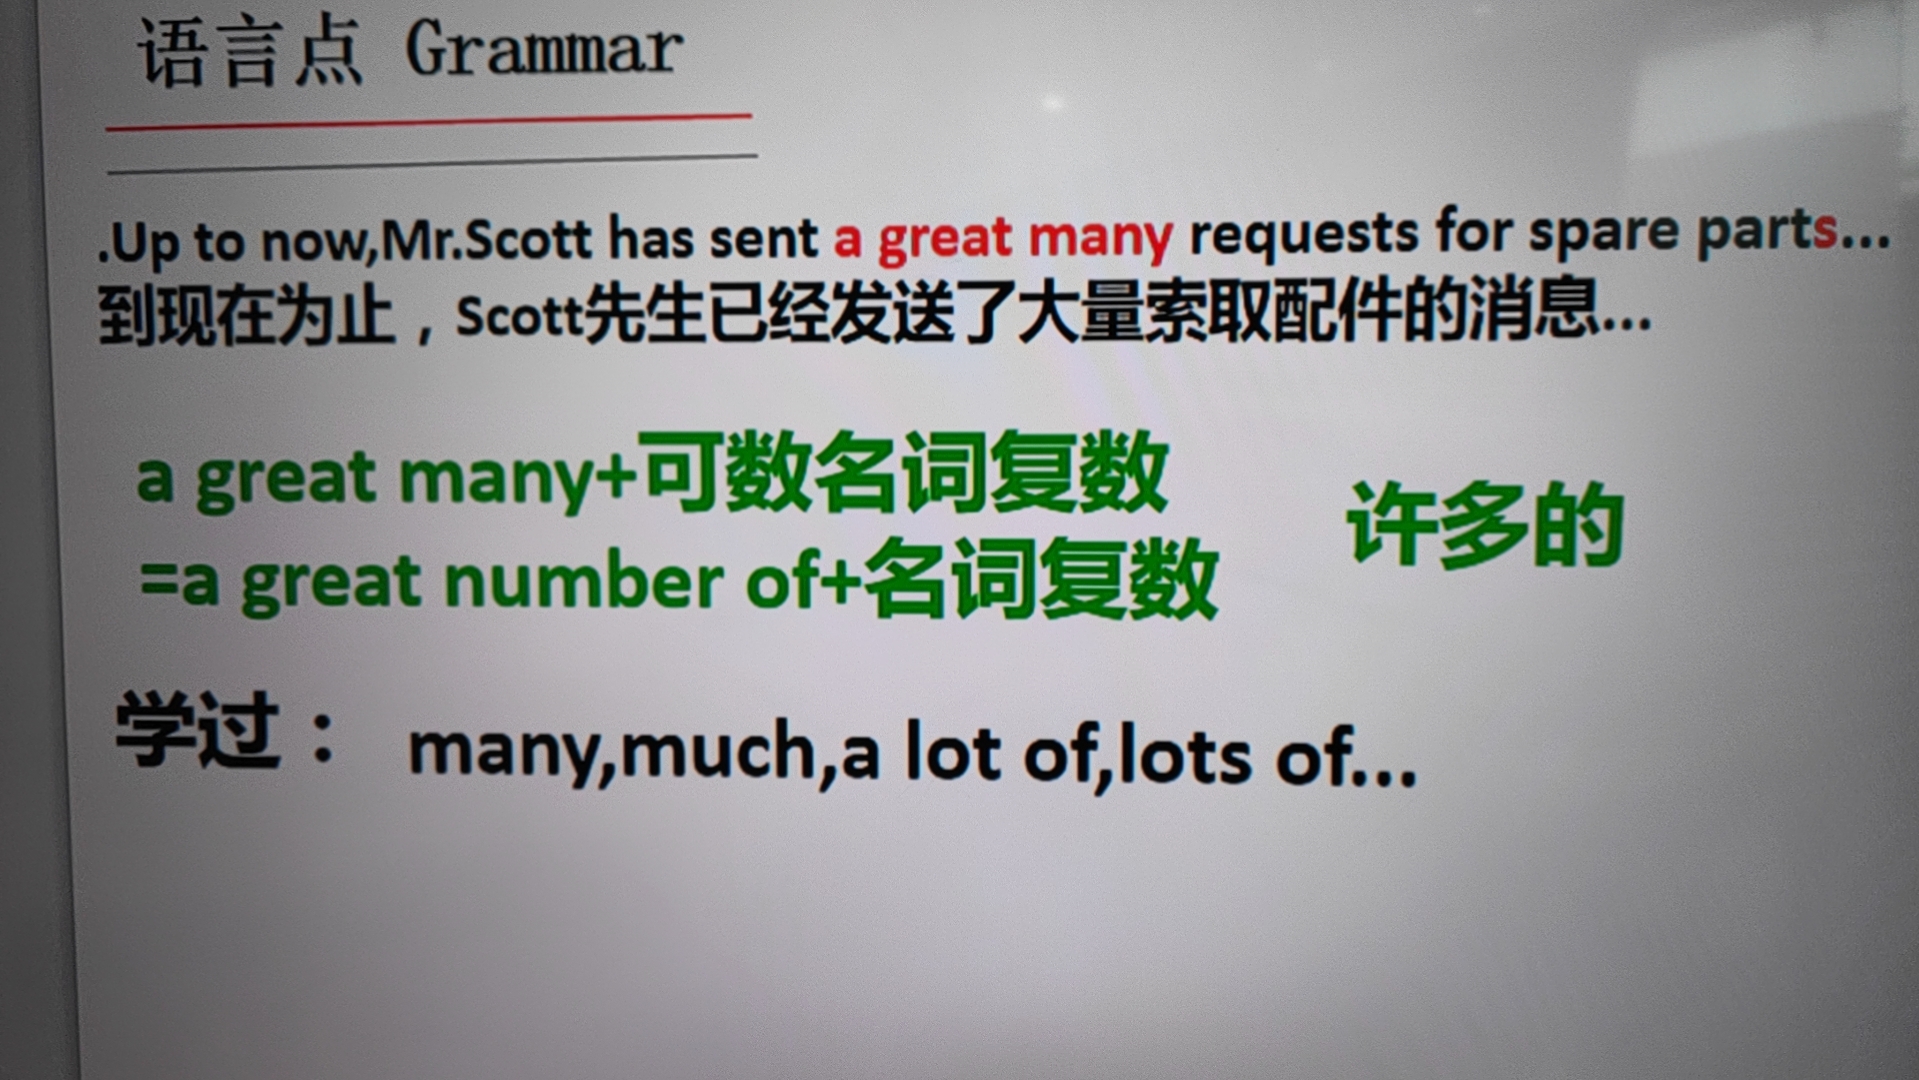 语言点 Grammar
.Up to now,Mr.Scott has sent a great many requests for spare parts...
到现在为止，Scott先生已经发送了大量索取配件的消息...
a great many+可数名词复数
许多的
=a great number of+名词复数
学过： many,much,a lot of,lots of...